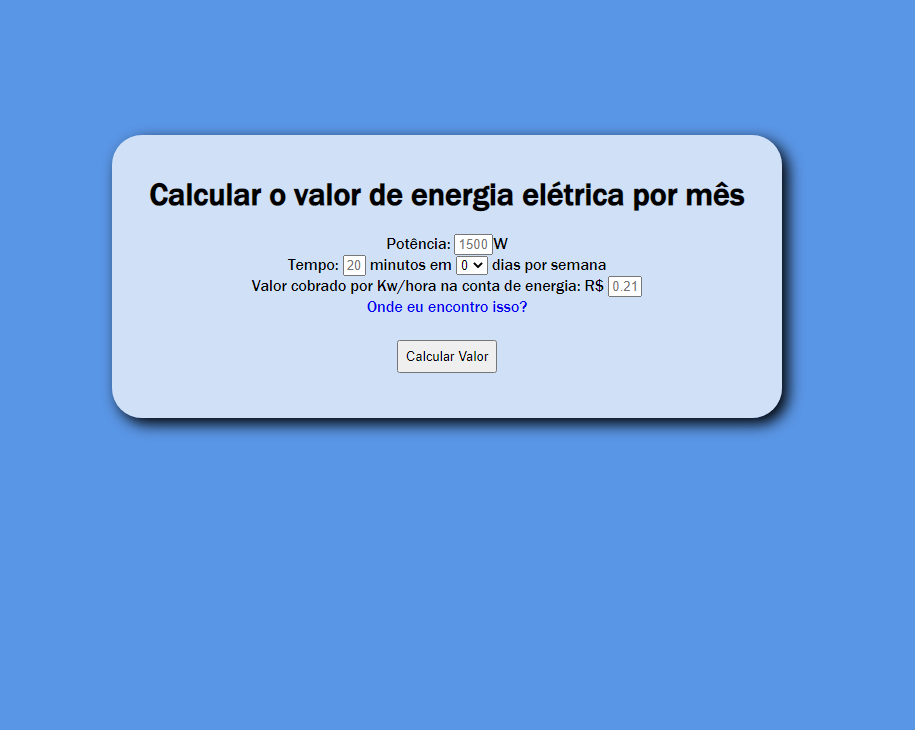 Calcular o valor de energia elétrica por mês
Potência: 1500 W
Tempo: 20 minutos em 0 dias por semana
Valor cobrado por Kw/hora na conta de energia: R$ 0.21
Onde eu encontro isso?
Calcular Valor